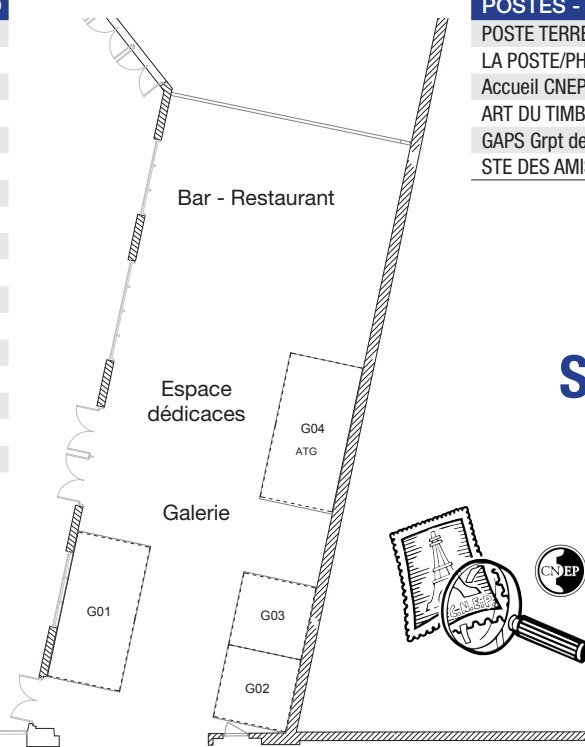 POSTES -
POSTE TERRE
LA POSTE/PH
Accueil CNEP
ART DU TIMB
GAPS Grpt de
STE DES AMI
Bar - Restaurant
Espace
dédicaces
G04
ATG
Galerie
G01
G03
G02
S
C.N.E.P.
CNEP